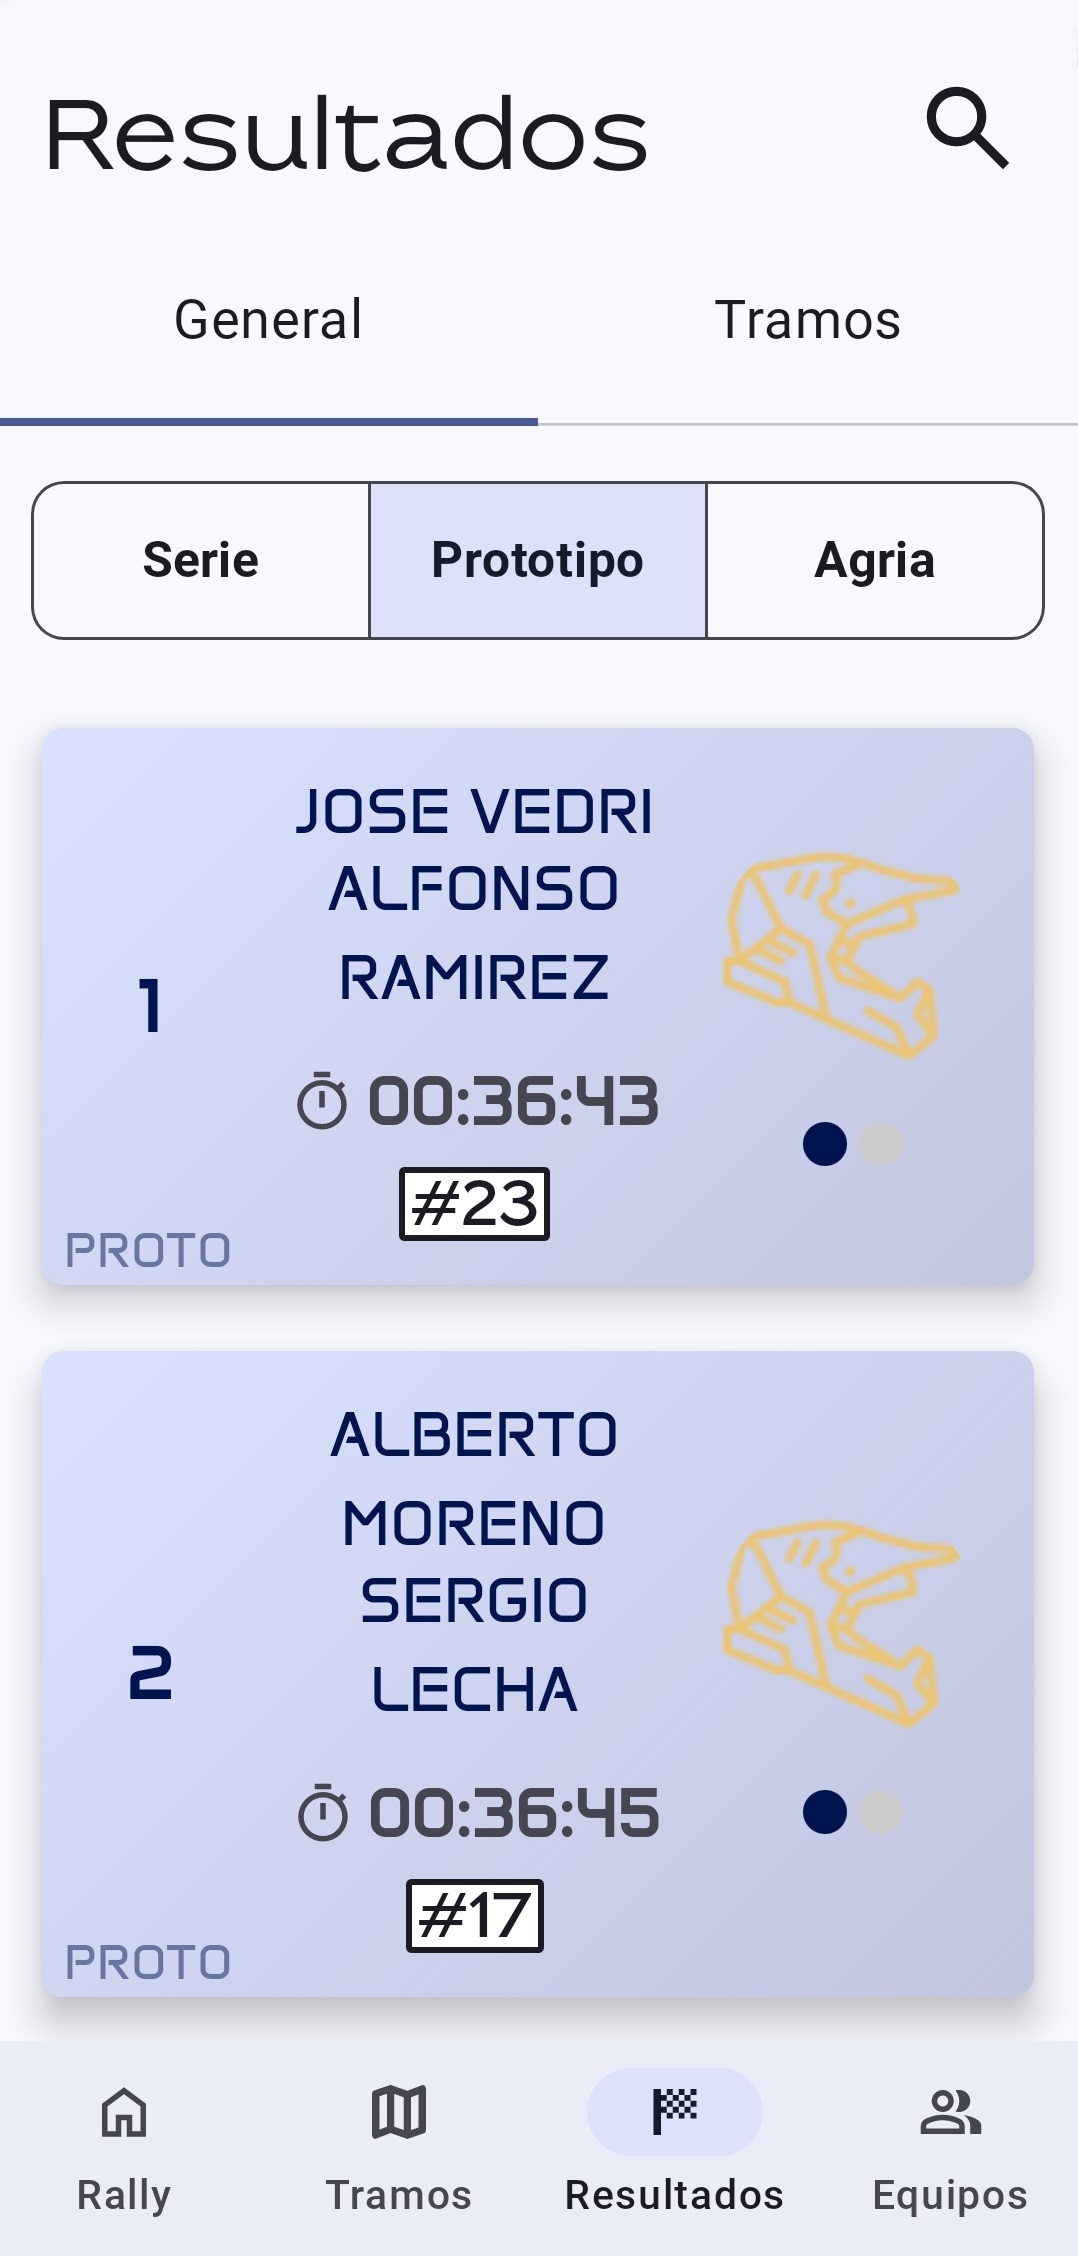 Resultados
General
Tramos
Serie
Prototipo
Agria
JOSE VEDRI
ALFONSO
RAMIREZ
1
00:36:43
#23
PROTO
ALBERTO
MORENO
SERGIO
LECHA
2
00:36:45
#17
PROTO
Rally
Tramos
Resultados
Equipos